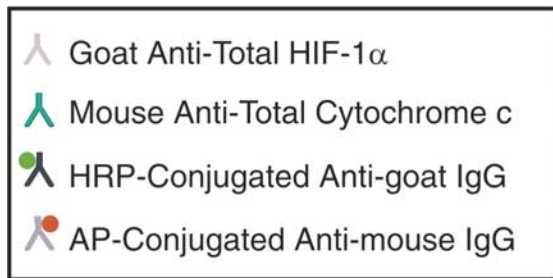 Goat Anti-Total HIF-1α
Mouse Anti-Total Cytochrome c
HRP-Conjugated Anti-goat IgG
AP-Conjugated Anti-mouse IgG